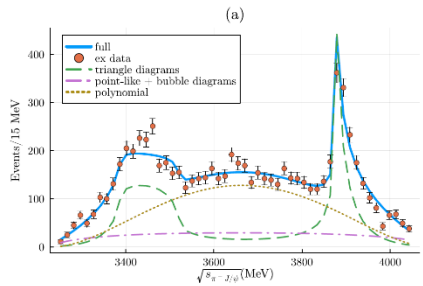 (a)
full
ex data
triangle diagrams
point-like + bubble diagrams
polynomial
Events/15 MeV
400
300
200
100
0
3400 3600 3800 4000
√s_{π⁻ J/ψ}(MeV)